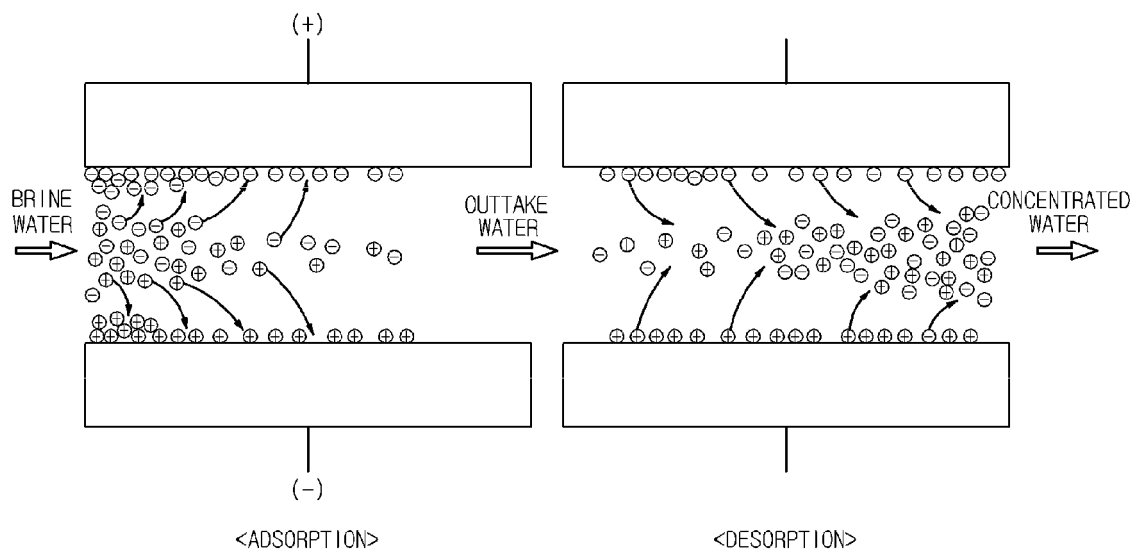 (+)
BRINE
WATER
OUTTAKE
WATER
CONCENTRATED
WATER
(-)
<ADSORPTION>
<DESORPTION>